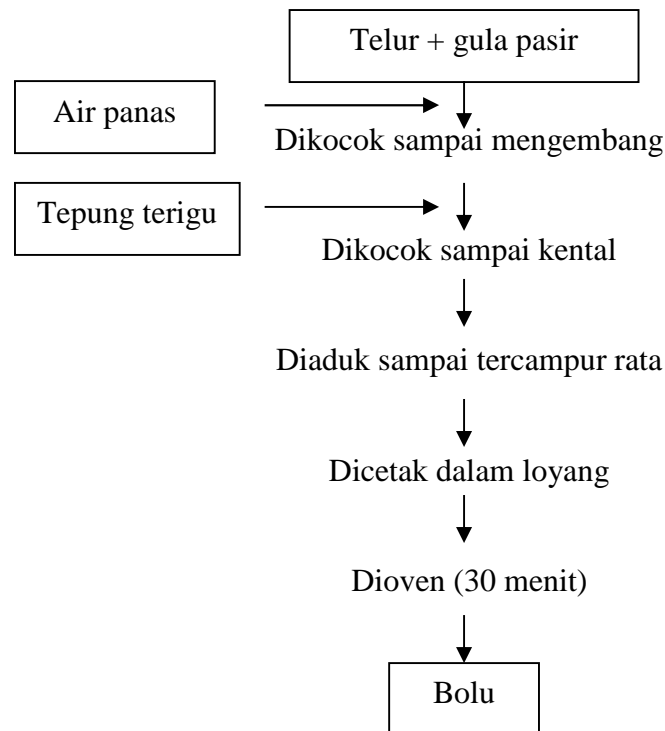 Telur + gula pasir
Air panas
Dikocok sampai mengembang
Tepung terigu
Dikocok sampai kental
Diaduk sampai tercampur rata
Dicetak dalam loyang
Dioven (30 menit)
Bolu